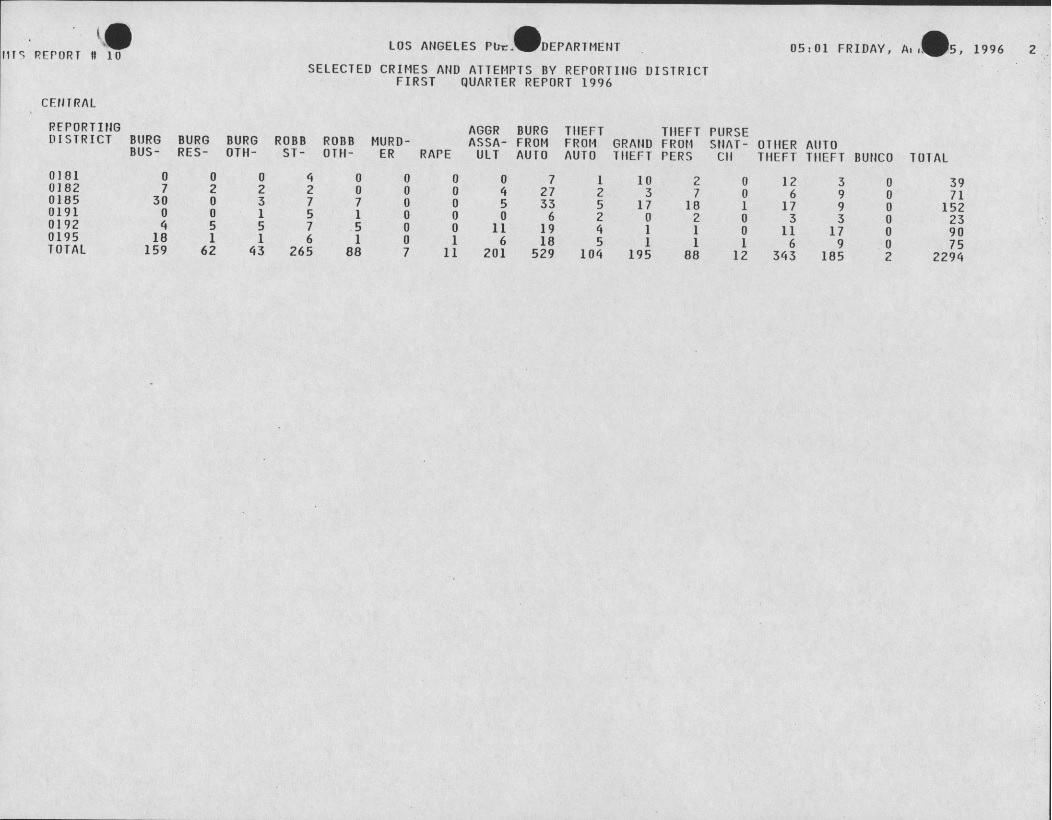 LOS ANGELES DEPARTMENT 05:01 FRIDAY, 5, 1996 2
MIS REPORT # 10
SELECTED CRIMES AND ATTEMPTS BY REPORTING DISTRICT
FIRST QUARTER REPORT 1996
CENTRAL
REPORTING AGGR BURG THEFT THEFT PURSE
DISTRICT BURG BURG BURG ROBB ROBB MURD- ASSA- FROM FROM GRAND FROM SNAT- OTHER AUTO
BUS- RES- OTH- ST- OTH- ER RAPE ULT AUTO AUTO THEFT PERS CH THEFT THEFT BUNCO TOTAL
0181 0 0 0 4 0 0 0 0 7 1 10 2 0 12 3 0 39
0182 7 2 2 2 0 0 0 4 27 2 3 7 0 6 9 0 71
0185 30 0 3 7 7 0 0 5 33 5 17 18 1 17 9 0 152
0191 0 0 1 5 1 0 0 0 6 2 0 2 0 3 3 0 23
0192 4 5 5 7 5 0 0 11 19 4 1 1 0 11 17 0 90
0195 18 1 1 6 1 0 1 6 18 5 1 1 1 6 9 0 75
TOTAL 159 62 43 265 88 7 11 201 529 104 195 88 12 343 185 2 2294